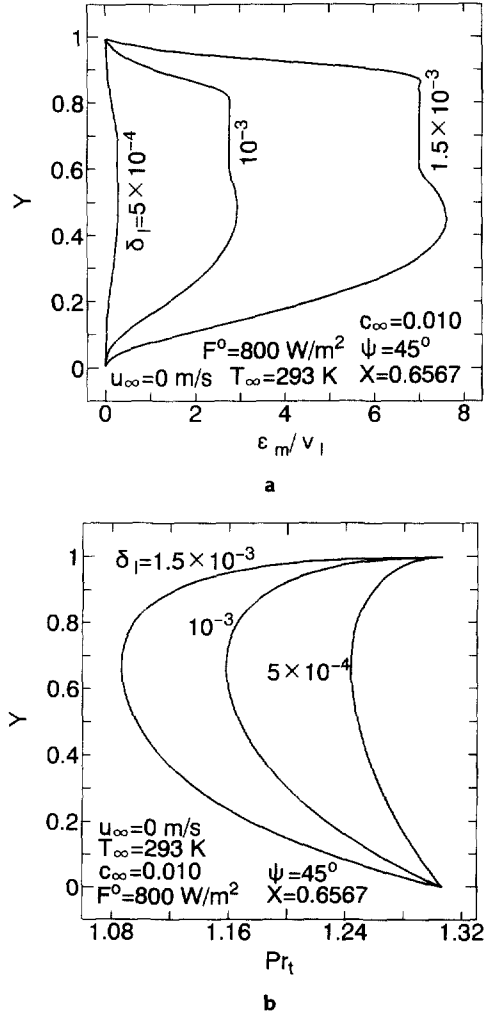 1
0.8
0.6
0.4
0.2
0
Y
δl=5×10⁻⁴
10⁻³
1.5×10⁻³
c∞=0.010
F°=800 W/m² ψ=45°
u∞=0 m/s T∞=293 K X=0.6567
0 2 4 6 8
εm/νl
a
1
0.8
0.6
0.4
0.2
0
Y
δl=1.5×10⁻³
10⁻³
5×10⁻⁴
u∞=0 m/s
T∞=293 K
c∞=0.010 ψ=45°
F°=800 W/m² X=0.6567
1.08 1.16 1.24 1.32
Prt
b